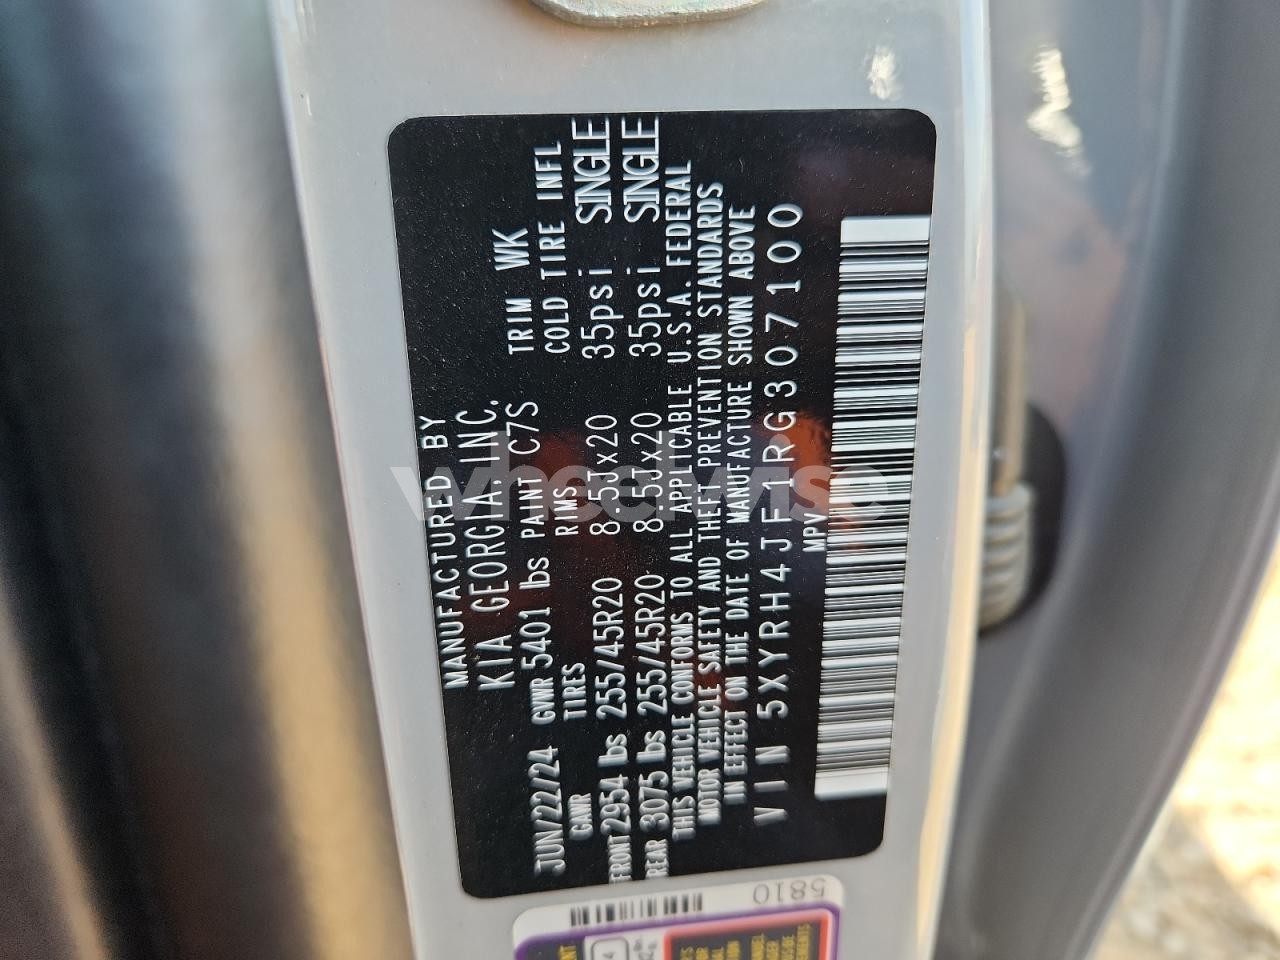 MANUFACTURED BY
KIA GEORGIA,INC.
JUN/22/24 GVWR 5401 lbs PAINT C7S TRIM WK
GAWR TIRES RIMS COLD TIRE INFL
FRONT 2954 lbs 255/45R20 8.5Jx20 35psi SINGLE
REAR 3075 lbs 255/45R20 8.5Jx20 35psi SINGLE
THIS VEHICLE CONFORMS TO ALL APPLICABLE U.S.A. FEDERAL
MOTOR VEHICLE SAFETY AND THEFT PREVENTION STANDARDS
IN EFFECT ON THE DATE OF MANUFACTURE SHOWN ABOVE
VIN 5XYRH4JF1RG307100
MPV
5810
wheelwise